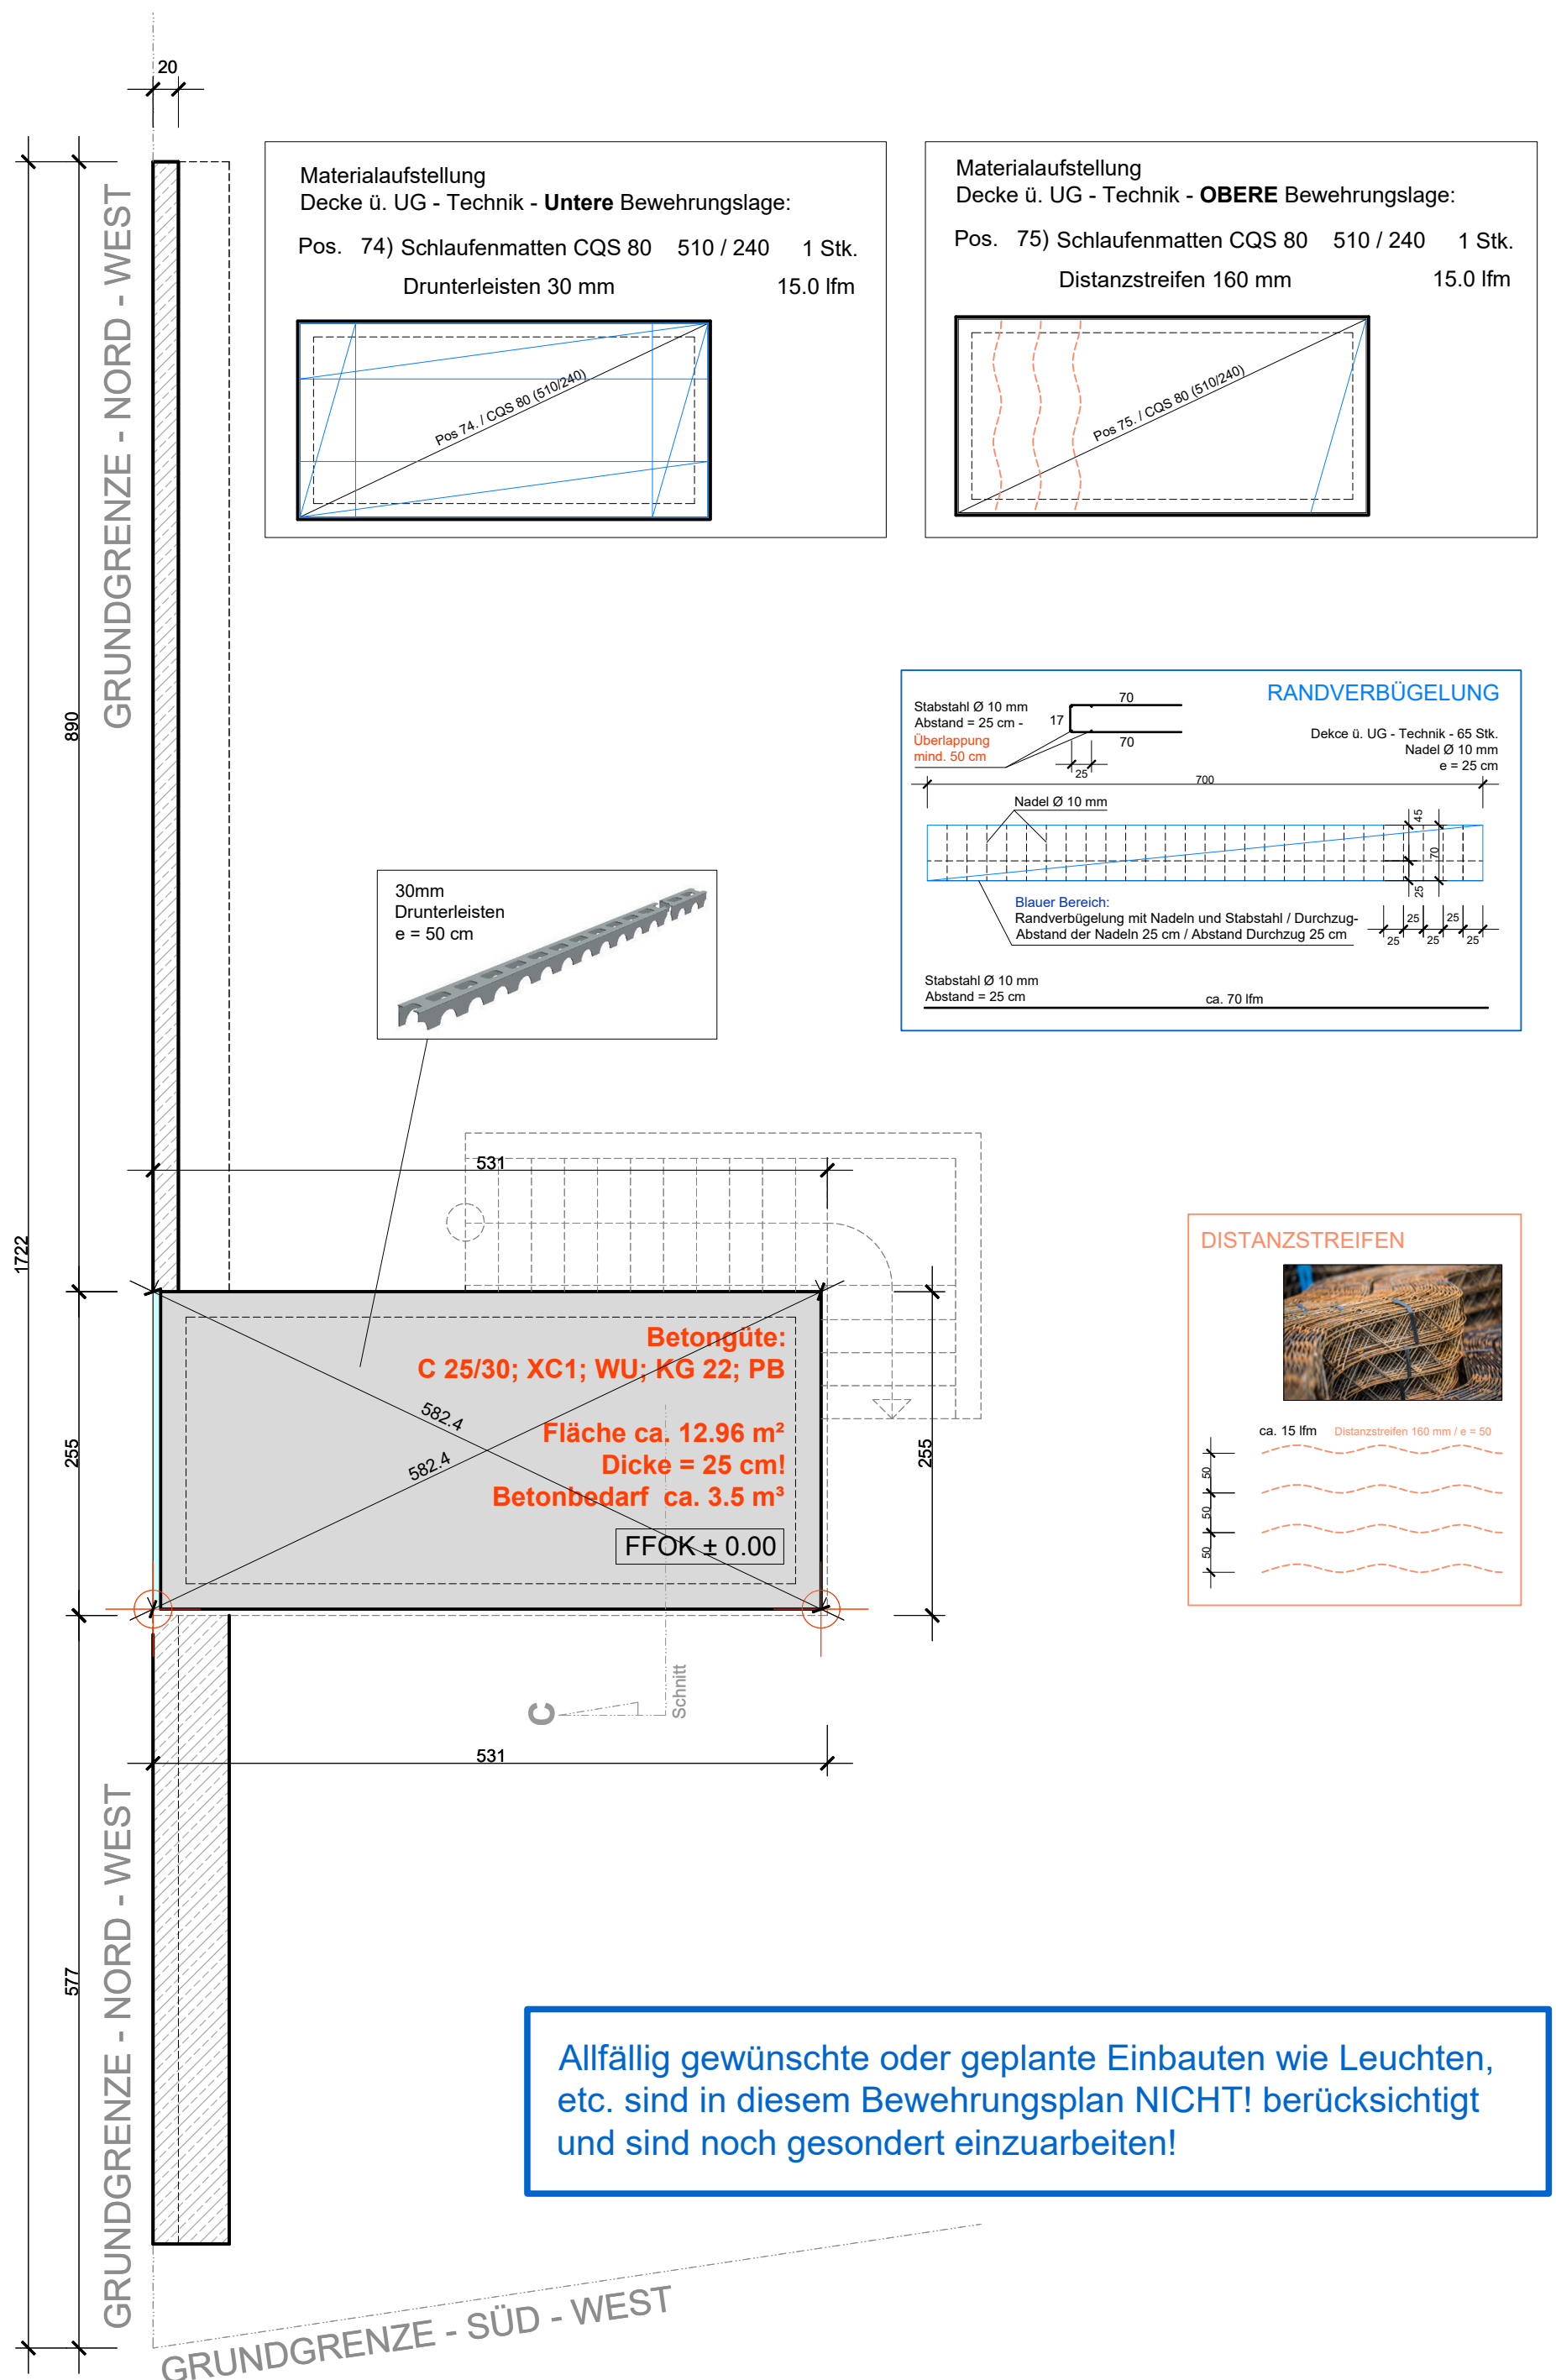 20
GRUNDGRENZE - NORD - WEST
890
1722
255
577
GRUNDGRENZE - NORD - WEST
GRUNDGRENZE - SÜD - WEST
Materialaufstellung
Decke ü. UG - Technik - Untere Bewehrungslage:
Pos. 74) Schlaufenmatten CQS 80 510 / 240 1 Stk.
Drunterleisten 30 mm 15.0 lfm
Pos 74. / CQS 80 (510/240)
Materialaufstellung
Decke ü. UG - Technik - OBERE Bewehrungslage:
Pos. 75) Schlaufenmatten CQS 80 510 / 240 1 Stk.
Distanzstreifen 160 mm 15.0 lfm
Pos 75. / CQS 80 (510/240)
RANDVERBÜGELUNG
Stabstahl Ø 10 mm
Abstand = 25 cm -
Überlappung
mind. 50 cm
70
17
70
25
Dekce ü. UG - Technik - 65 Stk.
Nadel Ø 10 mm
e = 25 cm
700
Nadel Ø 10 mm
45
70
25
Blauer Bereich:
Randverbügelung mit Nadeln und Stabstahl / Durchzug-
Abstand der Nadeln 25 cm / Abstand Durchzug 25 cm
25 25
25 25 25
Stabstahl Ø 10 mm
Abstand = 25 cm
ca. 70 lfm
30mm
Drunterleisten
e = 50 cm
531
Betongüte:
C 25/30; XC1; WU; KG 22; PB
582.4
582.4
Fläche ca. 12.96 m²
Dicke = 25 cm!
Betonbedarf ca. 3.5 m³
FFOK ± 0.00
255
C
Schnitt
531
DISTANZSTREIFEN
ca. 15 lfm Distanzstreifen 160 mm / e = 50
50
50
50
Allfällig gewünschte oder geplante Einbauten wie Leuchten,
etc. sind in diesem Bewehrungsplan NICHT! berücksichtigt
und sind noch gesondert einzuarbeiten!